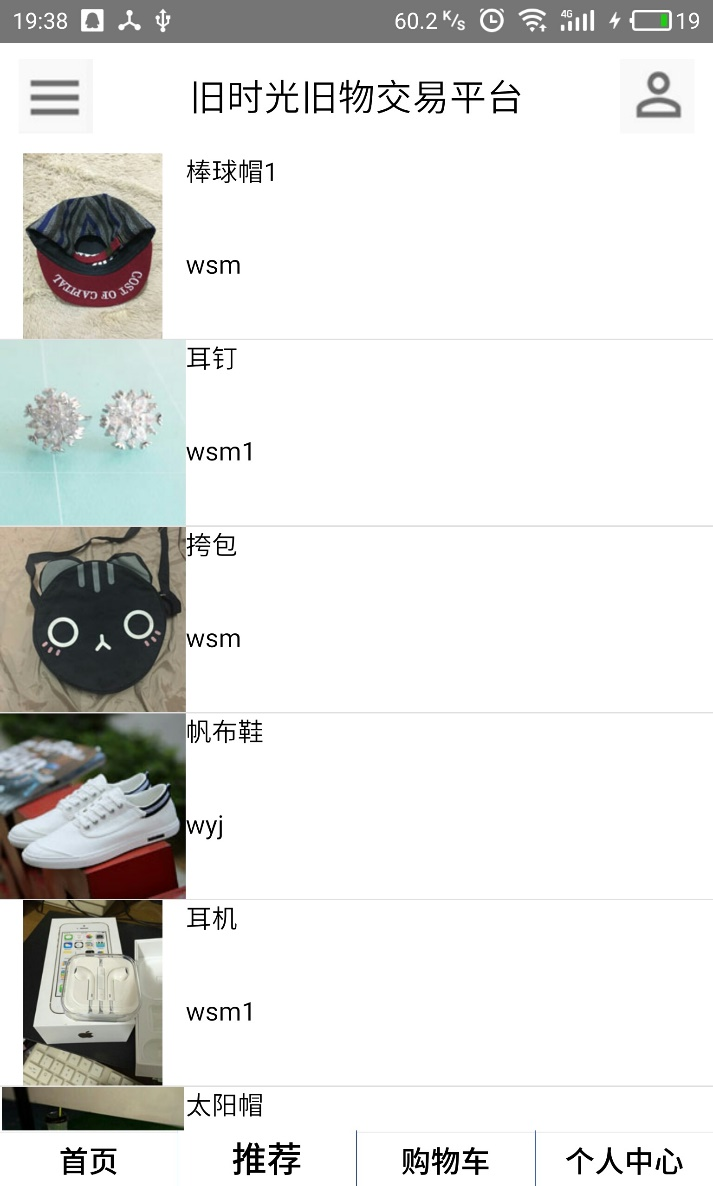 19:38 60.2 K/s 4G 19
旧时光旧物交易平台
棒球帽1
wsm
COST OF CAPITAL
耳钉
wsm1
挎包
wsm
帆布鞋
wyj
耳机
wsm1
太阳帽
首页 推荐 购物车 个人中心